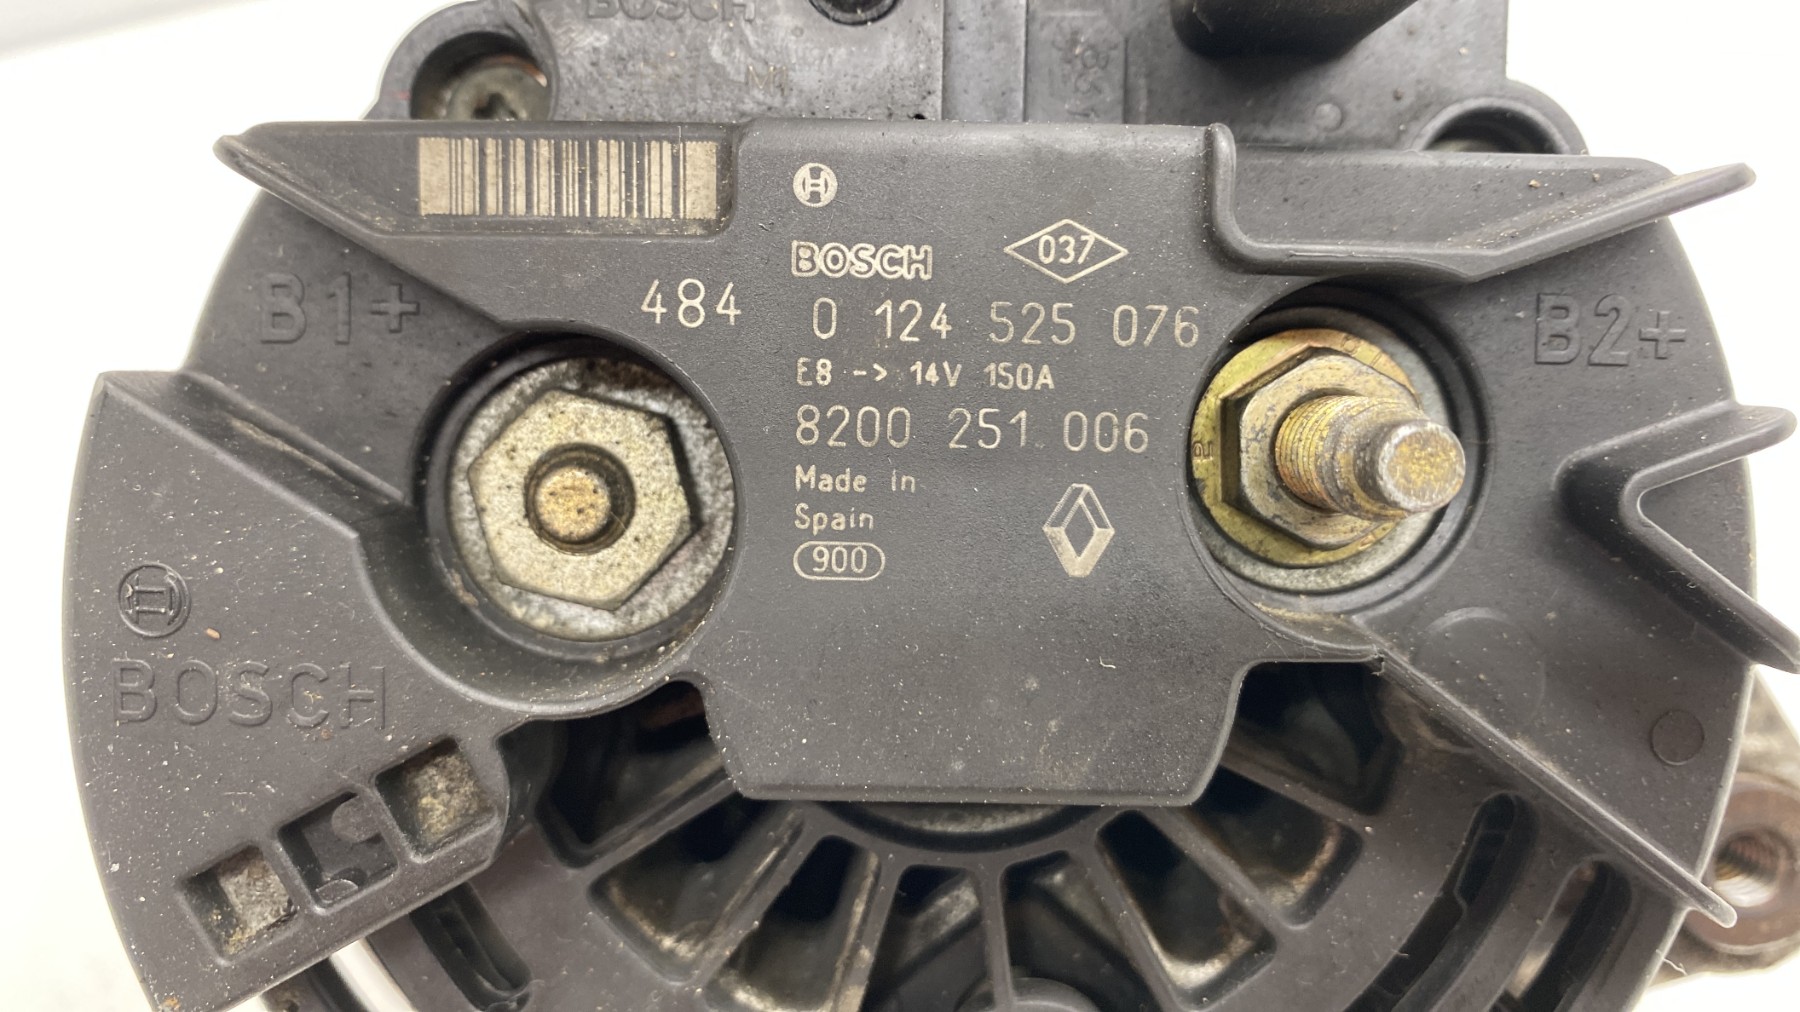 BOSCH
BOSCH
037
B1+
484
0 124 525 076
B2+
E8 -> 14V 150A
8200 251 006
Made in
Spain
900
BOSCH